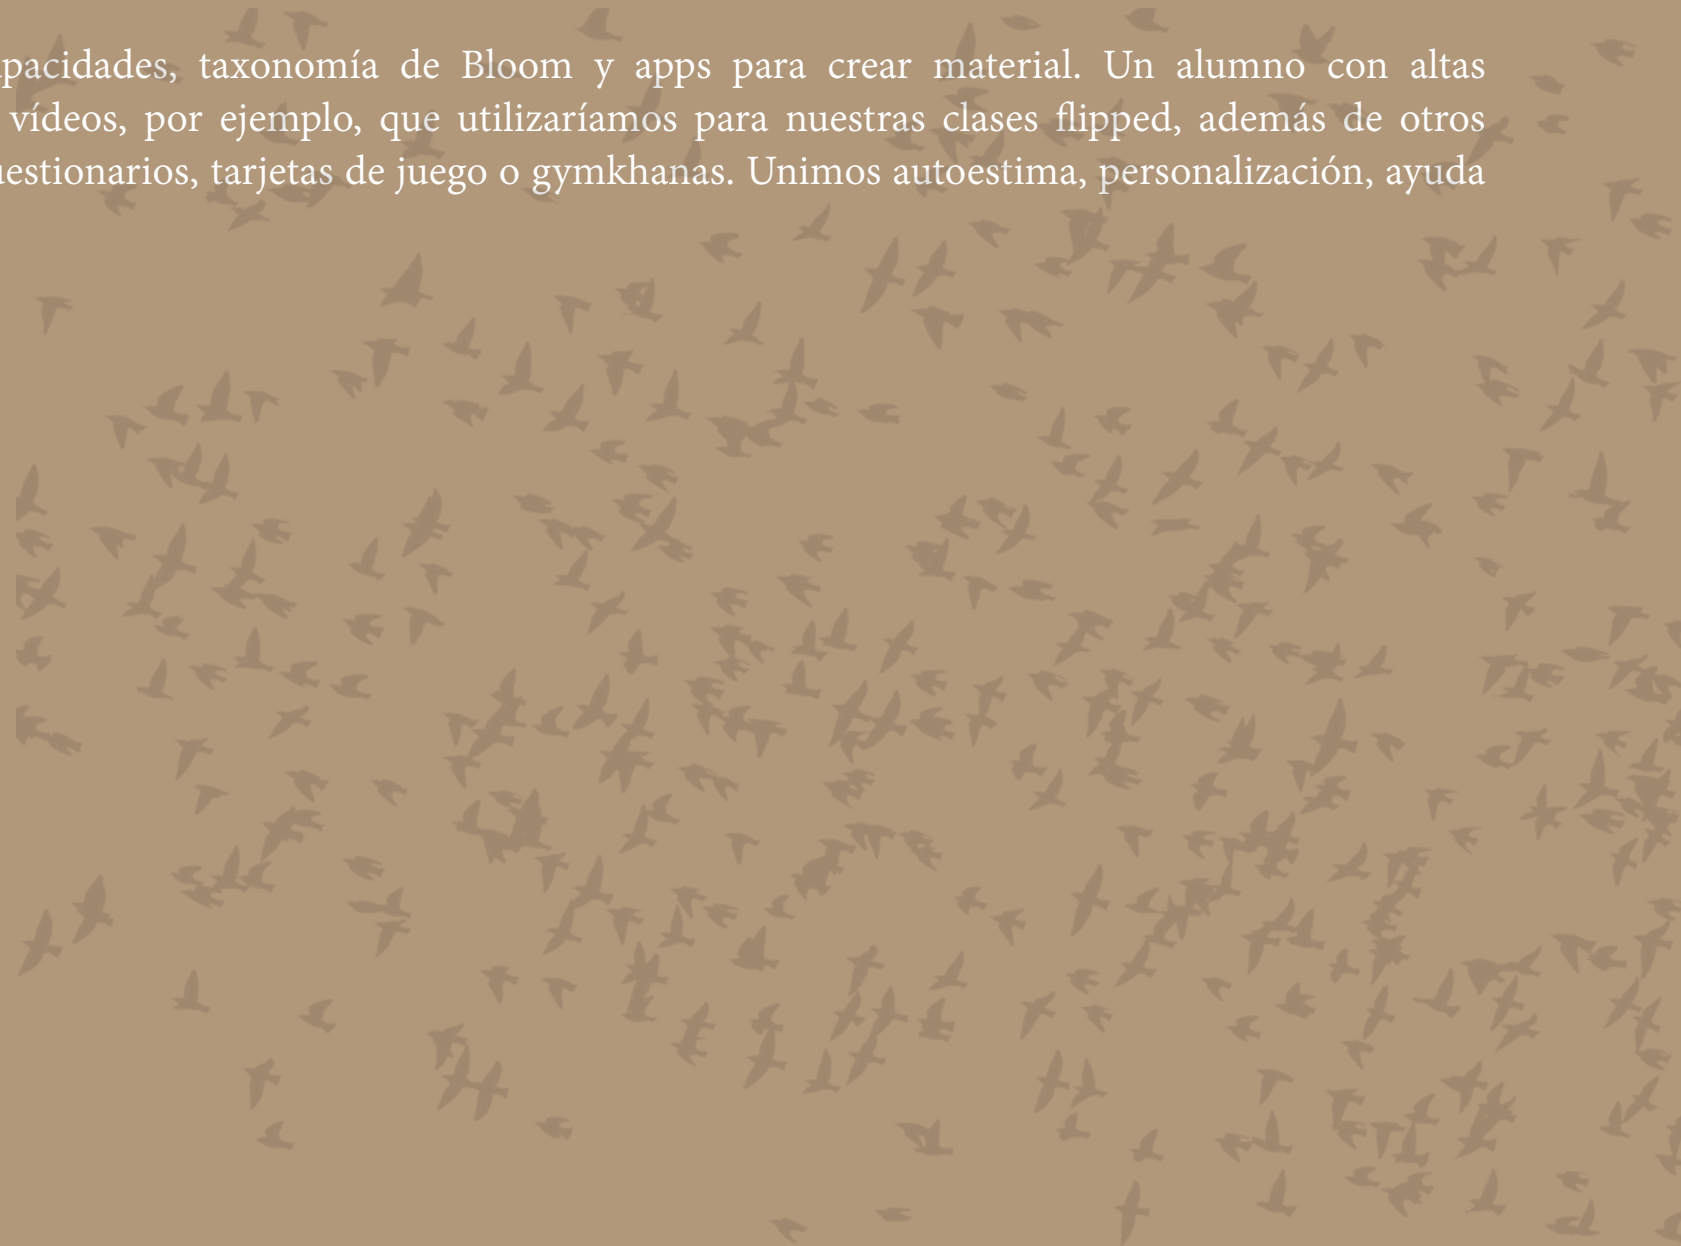 pacidades, taxonomía de Bloom y apps para crear material. Un alumno con altas
vídeos, por ejemplo, que utilizaríamos para nuestras clases flipped, además de otros
uestionarios, tarjetas de juego o gymkhanas. Unimos autoestima, personalización, ayuda